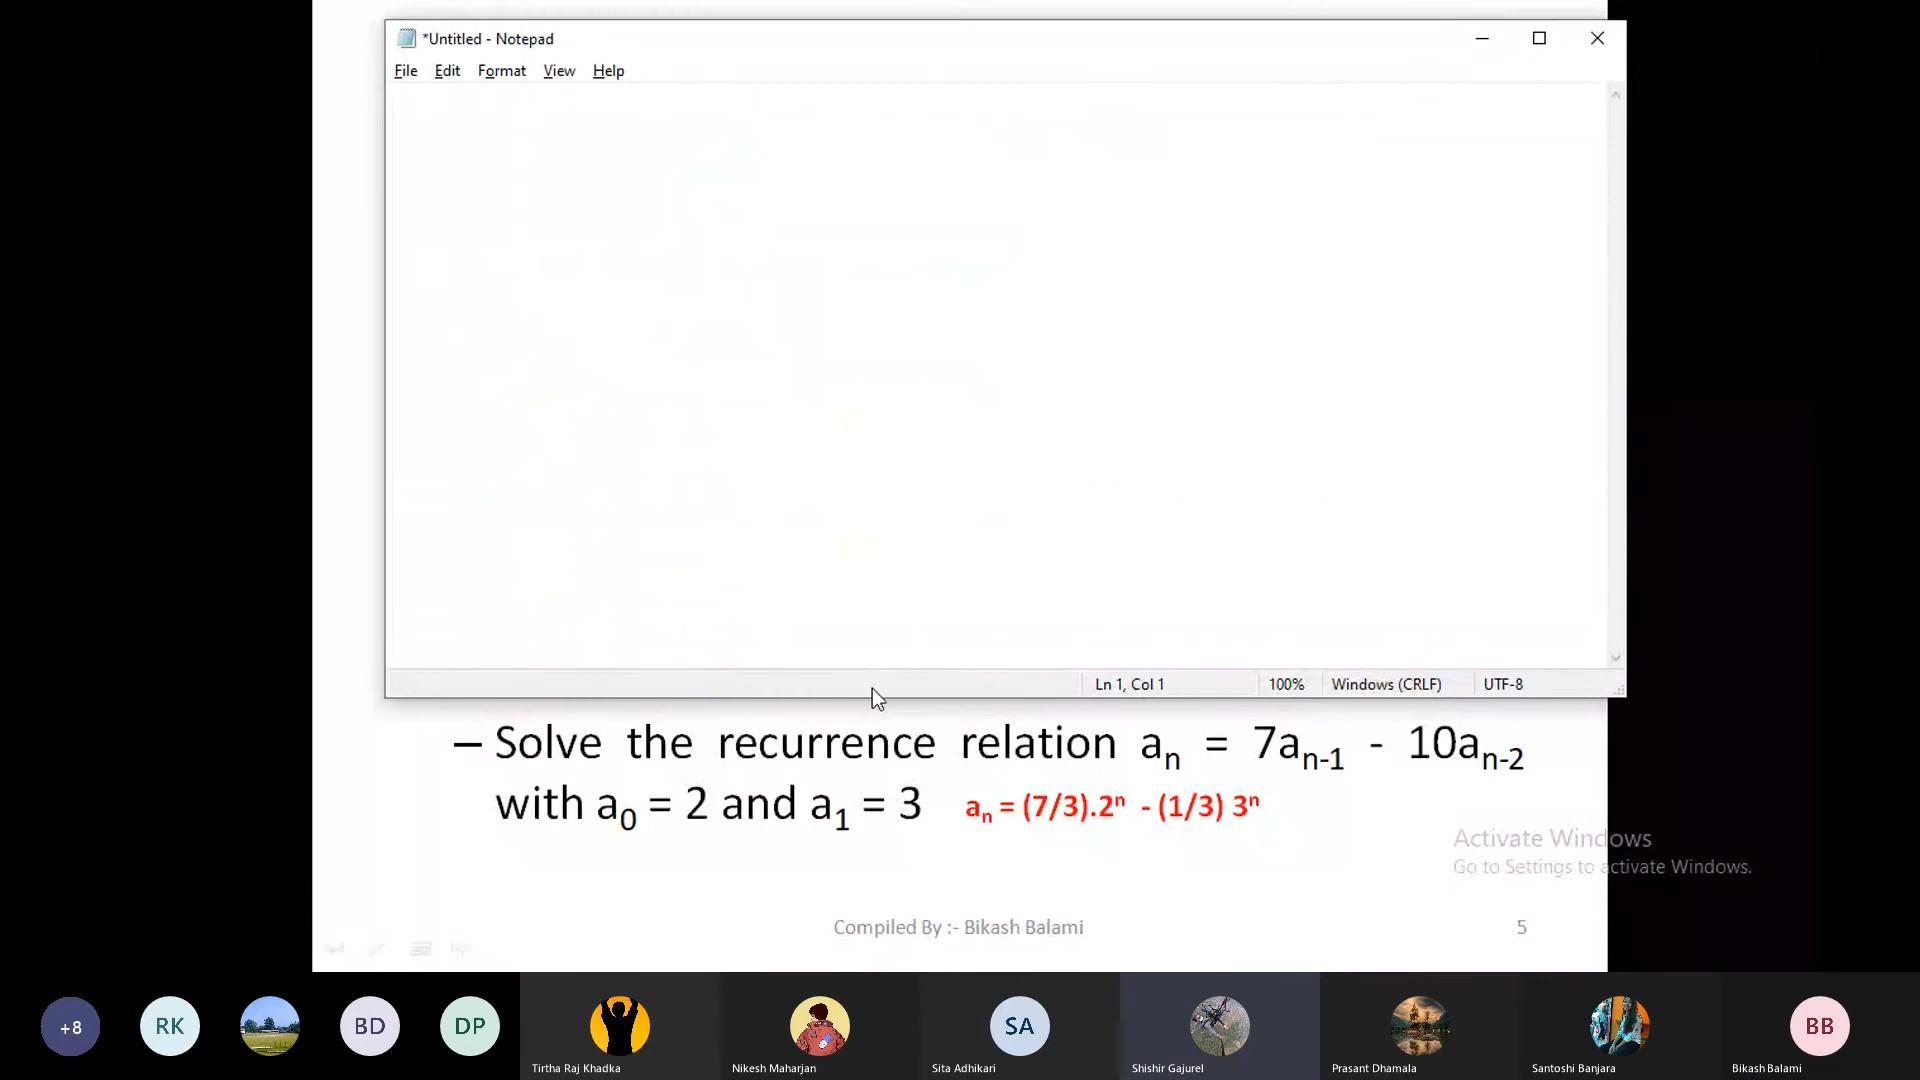 *Untitled - Notepad
File Edit Format View Help
Ln 1, Col 1 100% Windows (CRLF) UTF-8
– Solve the recurrence relation aₙ = 7aₙ₋₁ - 10aₙ₋₂
with a₀ = 2 and a₁ = 3 aₙ = (7/3).2ⁿ - (1/3) 3ⁿ
Activate Windows
Go to Settings to activate Windows.
Compiled By :- Bikash Balami 5
+8 RK BD DP SA BB
Tirtha Raj Khadka Nikesh Maharjan Sita Adhikari Shishir Gajurel Prasant Dhamala Santoshi Banjara Bikash Balami